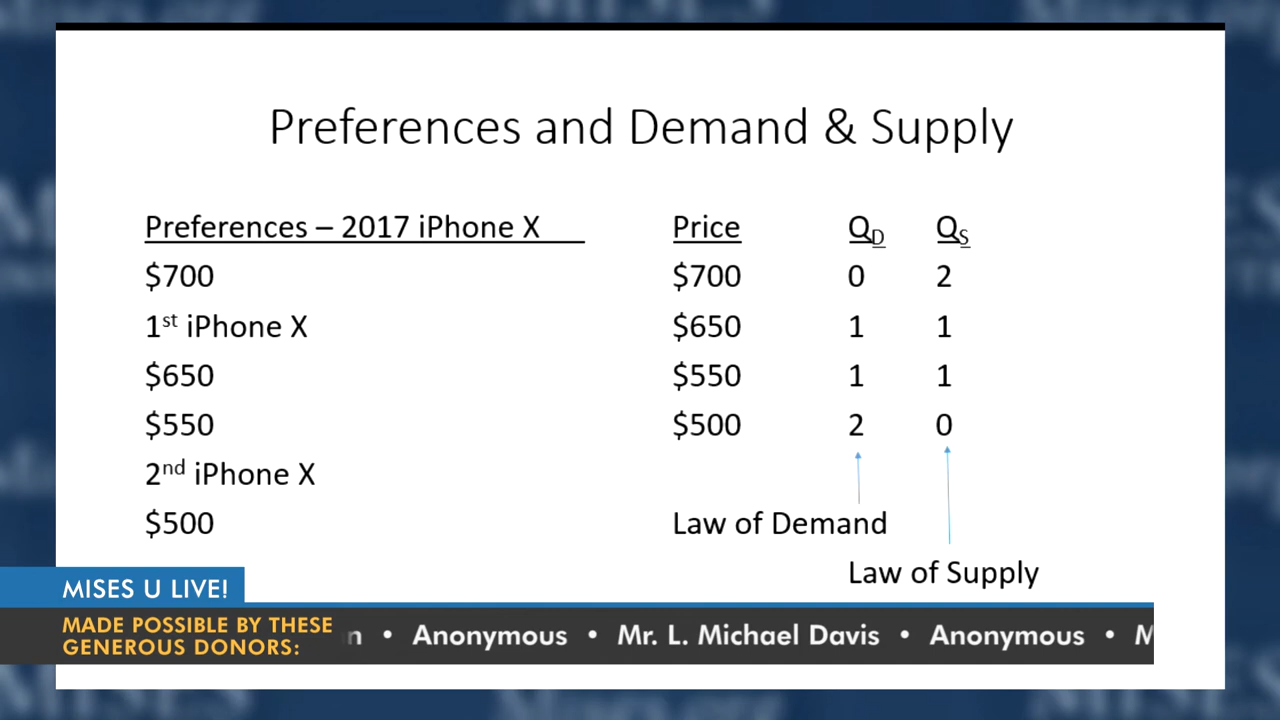 Preferences and Demand & Supply
Preferences – 2017 iPhone X
$700
1st iPhone X
$650
$550
2nd iPhone X
$500
Price QD QS
$700 0 2
$650 1 1
$550 1 1
$500 2 0
Law of Demand
Law of Supply
MISES U LIVE!
MADE POSSIBLE BY THESE
GENEROUS DONORS:
n • Anonymous • Mr. L. Michael Davis • Anonymous • M